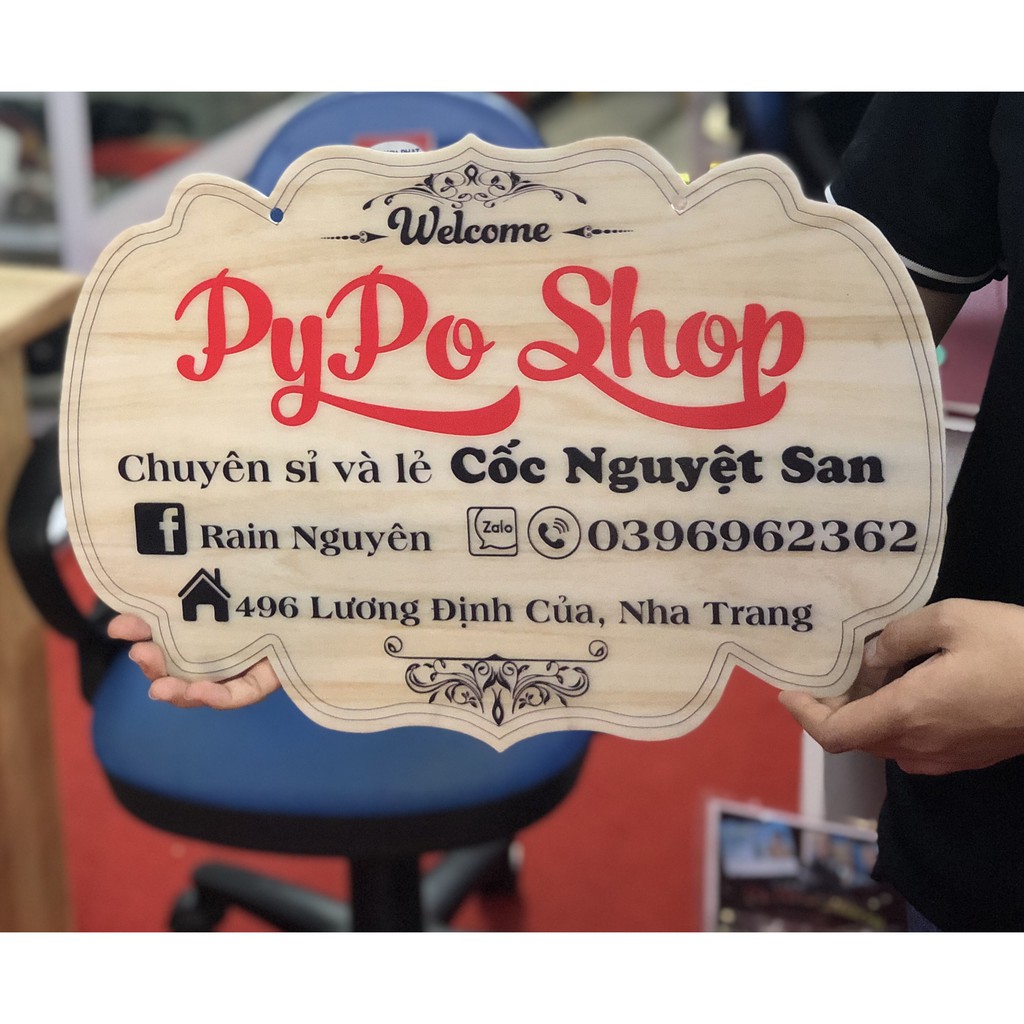 Welcome
PyPo Shop
Chuyên sỉ và lẻ Cốc Nguyệt San
f Rain Nguyên Zalo 0396962362
496 Lương Định Của, Nha Trang